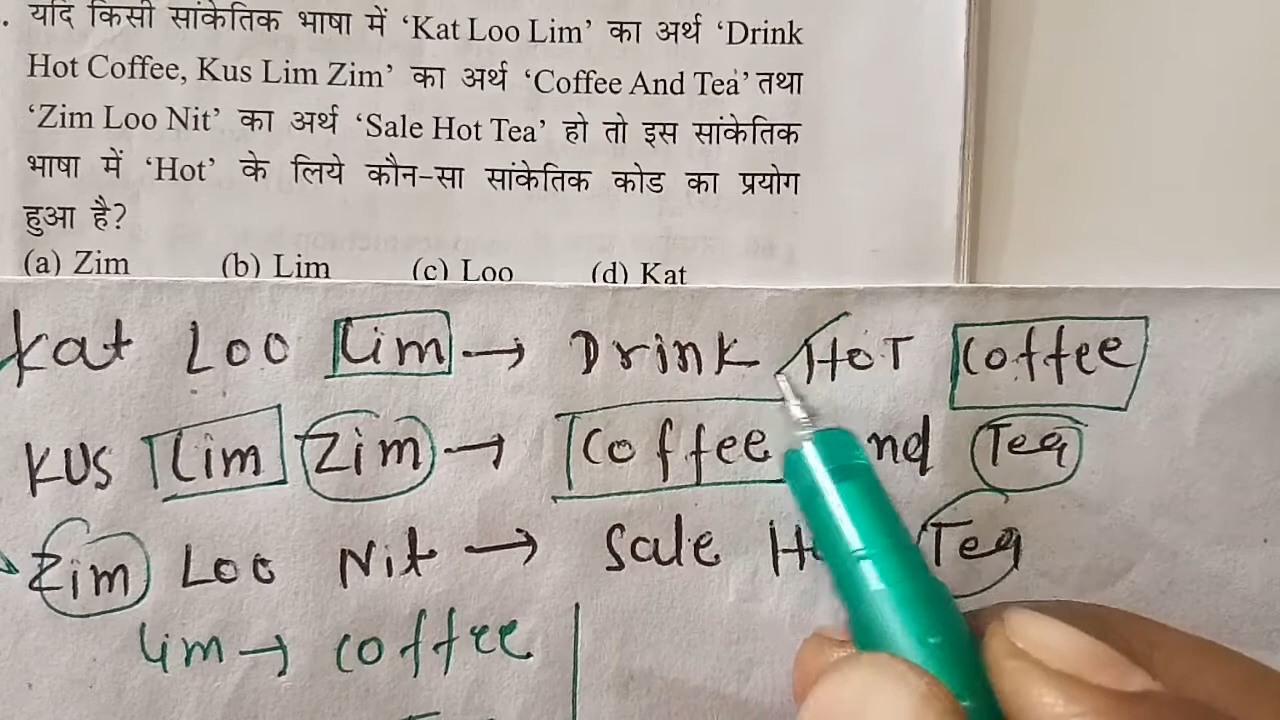 . यदि किसी सांकेतिक भाषा में ‘Kat Loo Lim’ का अर्थ ‘Drink
Hot Coffee, Kus Lim Zim’ का अर्थ ‘Coffee And Tea’ तथा
‘Zim Loo Nit’ का अर्थ ‘Sale Hot Tea’ हो तो इस सांकेतिक
भाषा में ‘Hot’ के लिये कौन-सा सांकेतिक कोड का प्रयोग
हुआ है?
(a) Zim (b) Lim (c) Loo (d) Kat
Kat Loo Lim → Drink HOT Coffee
KUS Lim Zim → Coffee nd Tea
Zim Loo Nit → Sale H Tea
Lim → Coffee